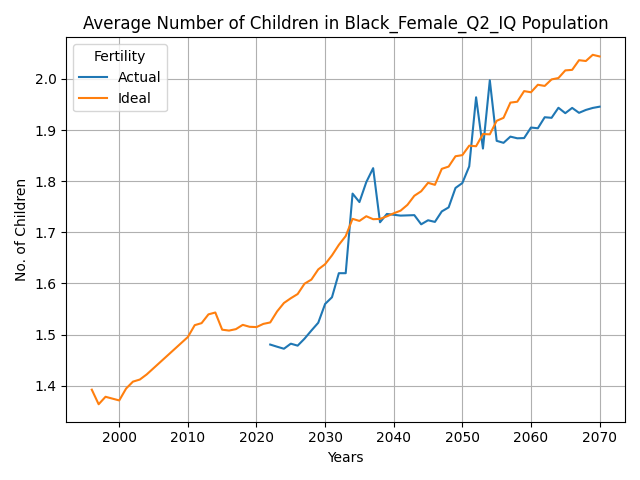 Average Number of Children in Black_Female_Q2_IQ Population
Fertility
Actual
Ideal
No. of Children
2.0
1.9
1.8
1.7
1.6
1.5
1.4
2000 2010 2020 2030 2040 2050 2060 2070
Years